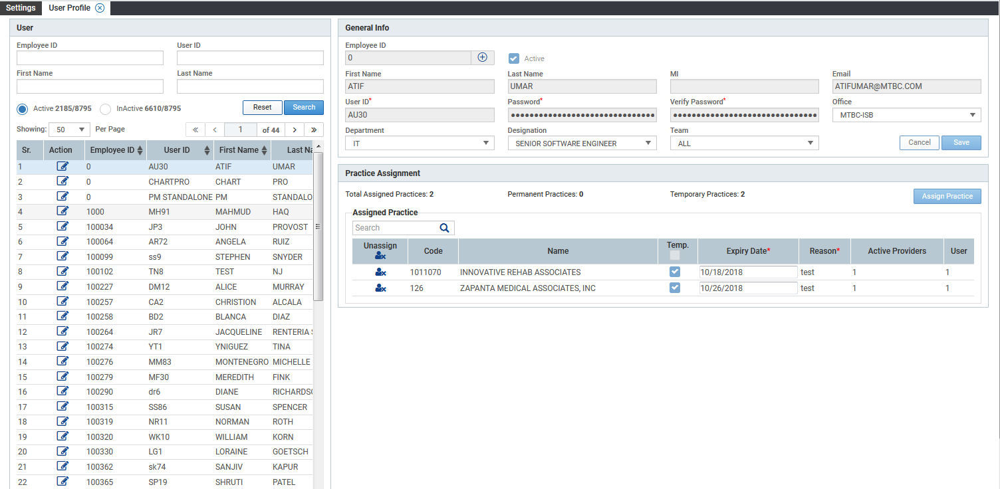 Settings User Profile
User
Employee ID User ID
First Name Last Name
Active 2185/8795 InActive 6610/8795 Reset Search
Showing: 50 Per Page « ‹ 1 of 44 › »
Sr. Action Employee ID User ID First Name Last Na
1 0 AU30 ATIF UMAR
2 0 CHARTPRO CHART PRO
3 0 PM STANDALONE PM STANDALO
4 1000 MH91 MAHMUD HAQ
5 100034 JP3 JOHN PROVOST
6 100064 AR72 ANGELA RUIZ
7 100099 ss9 STEPHEN SNYDER
8 100102 TN8 TEST NJ
9 100227 DM12 ALICE MURRAY
10 100257 CA2 CHRISTION ALCALA
11 100258 BD2 BLANCA DIAZ
12 100264 JR7 JACQUELINE RENTERIA S
13 100274 YT1 YNIGUEZ TINA
14 100276 MM83 MONTENEGRO MICHELLE
15 100279 MF30 MEREDITH FINK
16 100290 dr6 DIANE RICHARDSO
17 100315 SS86 SUSAN SPENCER
18 100319 NR11 NORMAN ROTH
19 100320 WK10 WILLIAM KORN
20 100330 LG1 LORAINE GOETSCH
21 100362 sk74 SANJIV KAPUR
22 100365 SP19 SHRUTI PATEL
General Info
Employee ID
0 Active
First Name Last Name MI Email
ATIF UMAR ATIFUMAR@MTBC.COM
User ID* Password* Verify Password* Office
AU30 ●●●●●●●●●●●●●●●●●●●●●●●●●●●●●● ●●●●●●●●●●●●●●●●●●●●●●●●●●●●●● MTBC-ISB
Department Designation Team
IT SENIOR SOFTWARE ENGINEER ALL Cancel Save
Practice Assignment
Total Assigned Practices: 2 Permanent Practices: 0 Temporary Practices: 2 Assign Practice
Assigned Practice
Search
Unassign Code Name Temp. Expiry Date* Reason* Active Providers User
1011070 INNOVATIVE REHAB ASSOCIATES 10/18/2018 test 1 1
126 ZAPANTA MEDICAL ASSOCIATES, INC 10/26/2018 test 1 1